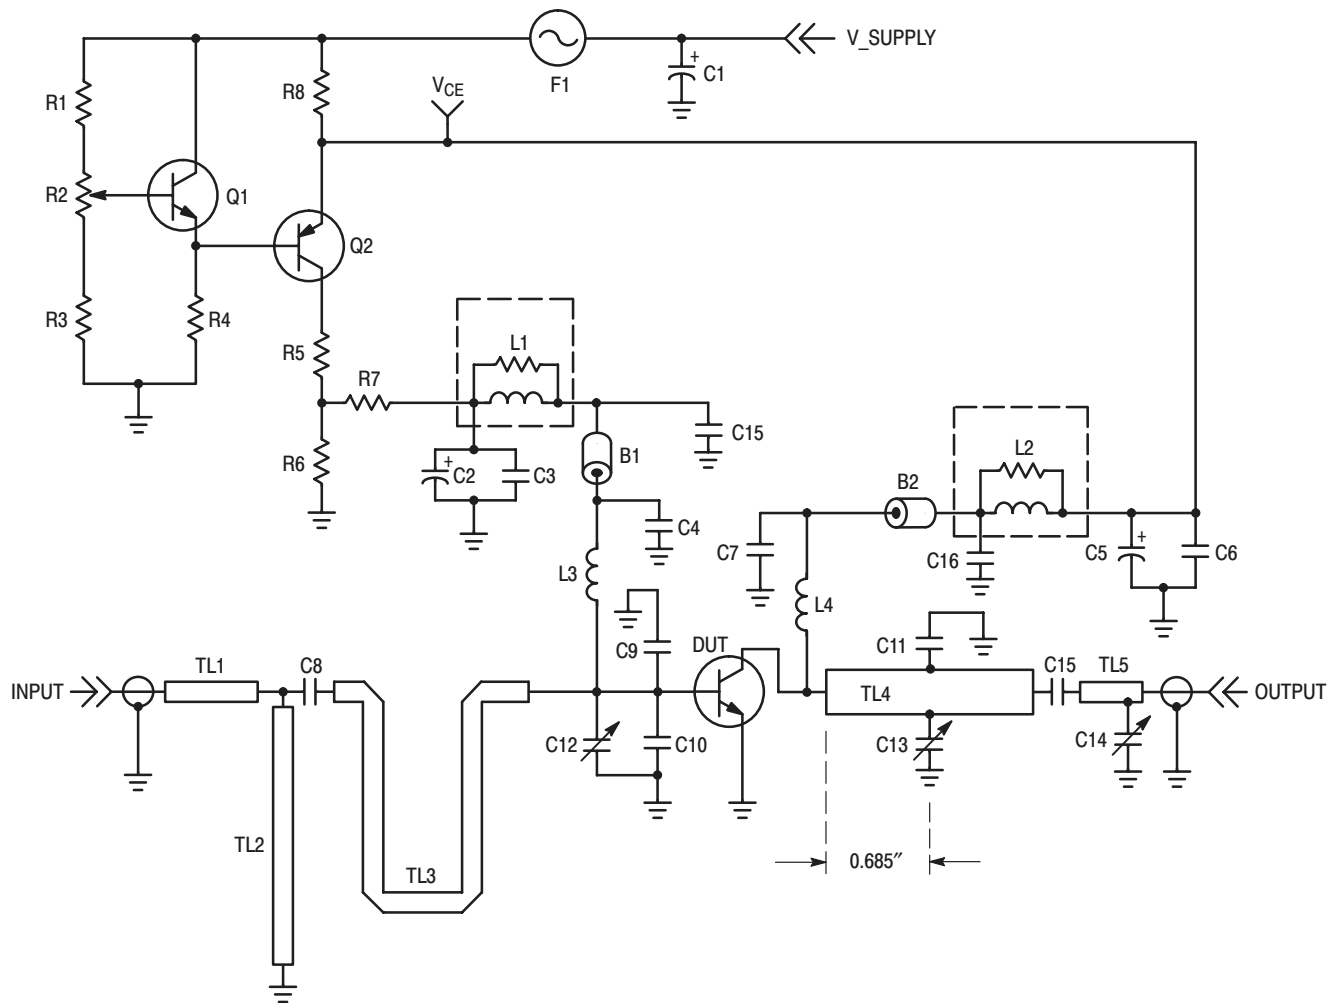 V_SUPPLY
F1
C1
+
R1
R8
VCE
R2
Q1
Q2
R3
R4
R5
R7
L1
R6
+
C2
C3
B1
C15
C4
L3
B2
L2
C7
C16
C5
+
C6
L4
C9
DUT
C11
INPUT
TL1
C8
TL4
C15
TL5
OUTPUT
C12
C10
C13
C14
TL2
TL3
0.685″